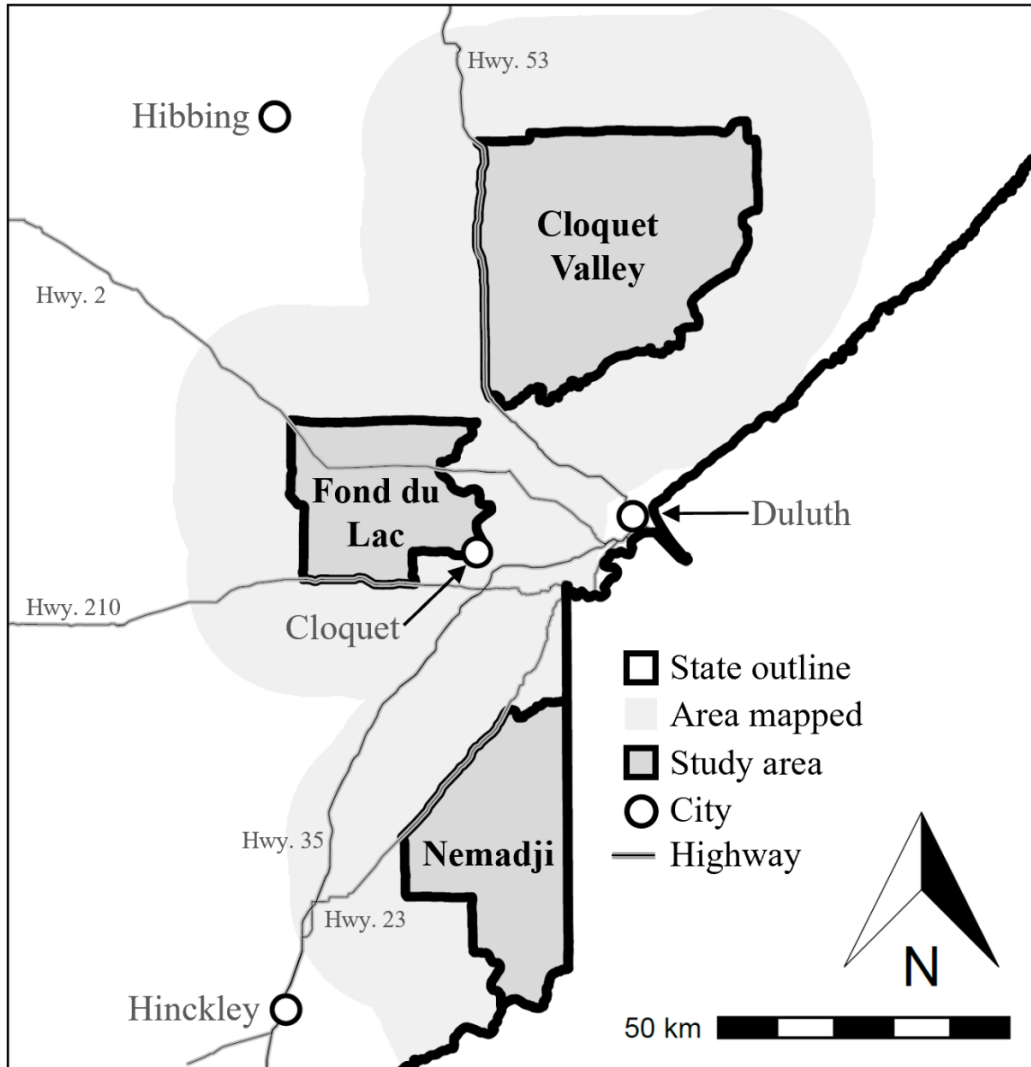 Hwy. 53
Hibbing
Cloquet
Valley
Hwy. 2
Fond du
Lac
Duluth
Hwy. 210
Cloquet
State outline
Area mapped
Study area
City
Highway
Hwy. 35
Nemadji
Hwy. 23
N
Hinckley
50 km